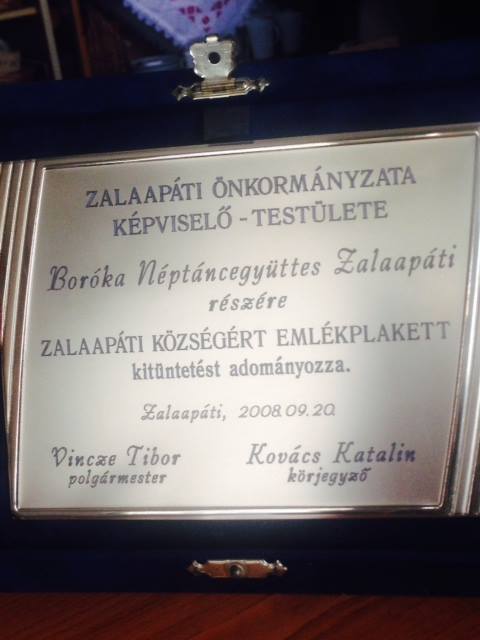 ZALAAPÁTI ÖNKORMÁNYZATA
KÉPVISELŐ - TESTÜLETE
Boróka Néptáncegyüttes Zalaapáti
részére
ZALAAPÁTI KÖZSÉGÉRT EMLÉKPLAKETT
kitüntetést adományozza.
Zalaapáti, 2008.09.20.
Vincze Tibor Kovács Katalin
polgármester körjegyző